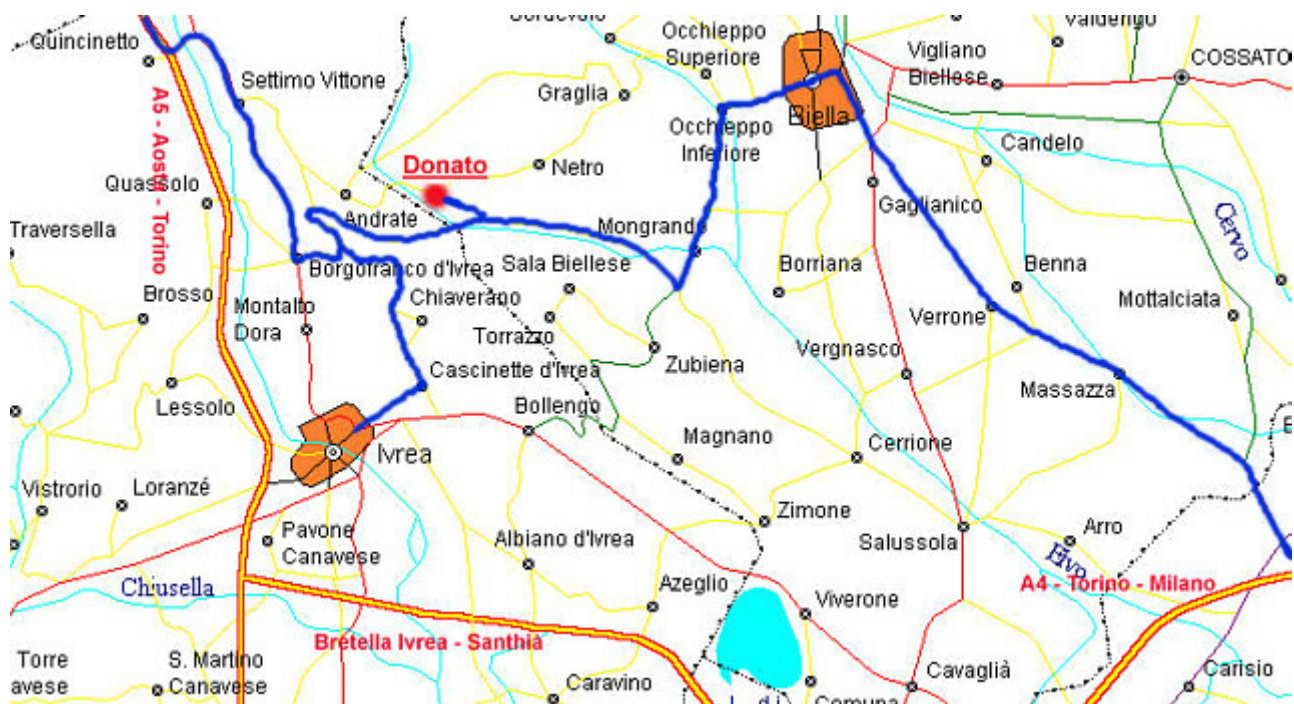 Quincinetto
Settimo Vittone
Occhieppo
Superiore
Vigliano
Biellese
COSSATO
Graglia
Biella
Occhieppo
Inferiore
Candelo
A5 - Aosta - Torino
Donato
Netro
Quassolo
Andrate
Gaglianico
Cervo
Traversella
Mongrando
Borgofranco d'Ivrea
Sala Biellese
Borriana
Benna
Brosso
Montalto
Dora
Chiaverano
Mottalciata
Torrazzo
Verrone
Zubiena
Vergnasco
Cascinette d'Ivrea
Massazza
Lessolo
Bollengo
Magnano
Cerrione
Ivrea
Vistrorio
Loranzé
Zimone
Pavone
Canavese
Albiano d'Ivrea
Salussola
Arro
Elvo
Chiusella
Azeglio
A4 - Torino - Milano
Viverone
Bretella Ivrea - Santhià
Torre
avese
S. Martino
Canavese
Caravino
Cavaglià
Carisio